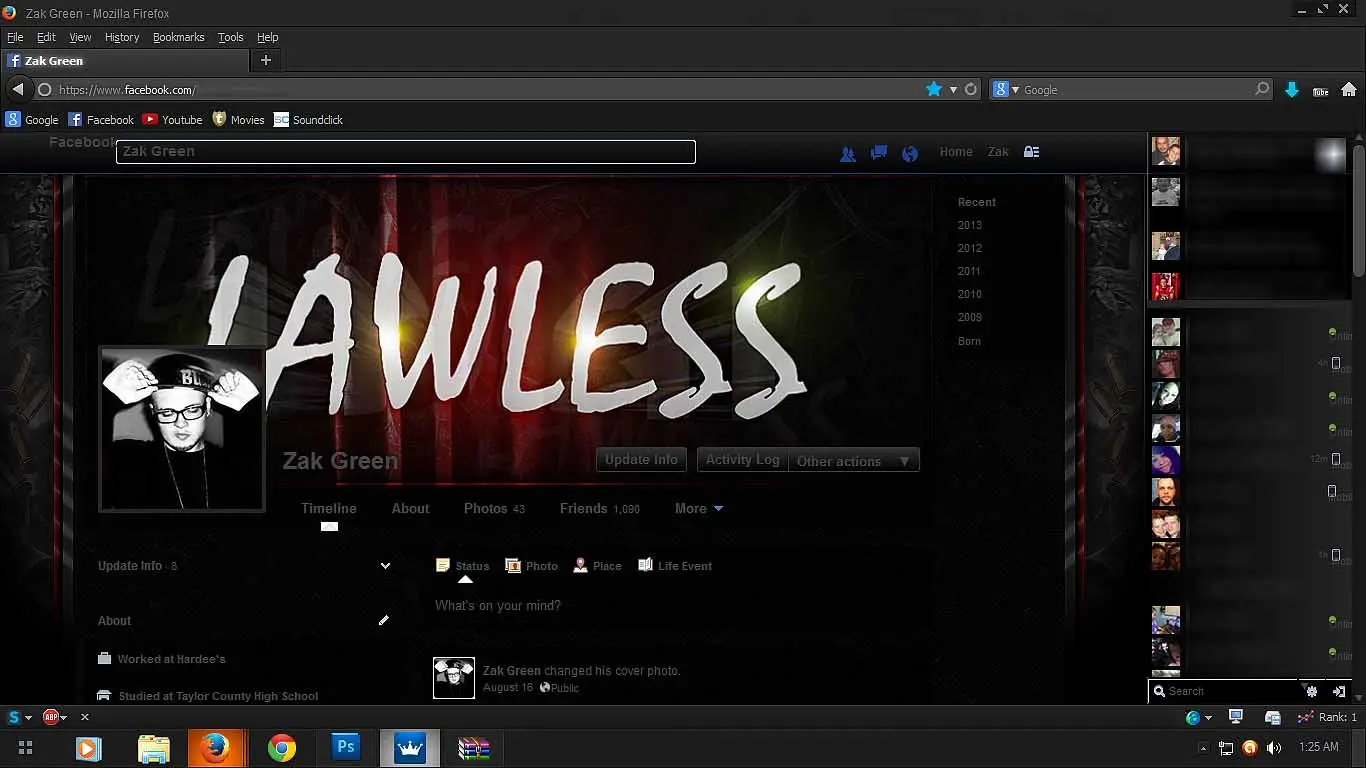 Zak Green - Mozilla Firefox
File Edit View History Bookmarks Tools Help
Zak Green
https://www.facebook.com/
Google
Google Facebook Youtube Movies SC Soundclick
Facebook
Zak Green
Home Zak
Recent
2013
2012
2011
2010
2009
Born
LAWLESS
Zak Green
Update Info Activity Log Other actions
Timeline About Photos 43 Friends 1,090 More
Update Info · 8
Status Photo Place Life Event
What's on your mind?
About
Worked at Hardee's
Studied at Taylor County High School
Zak Green changed his cover photo.
August 16 Public
4h
12m
1h
Search
S ABP
Rank: 1
Ps
1:25 AM